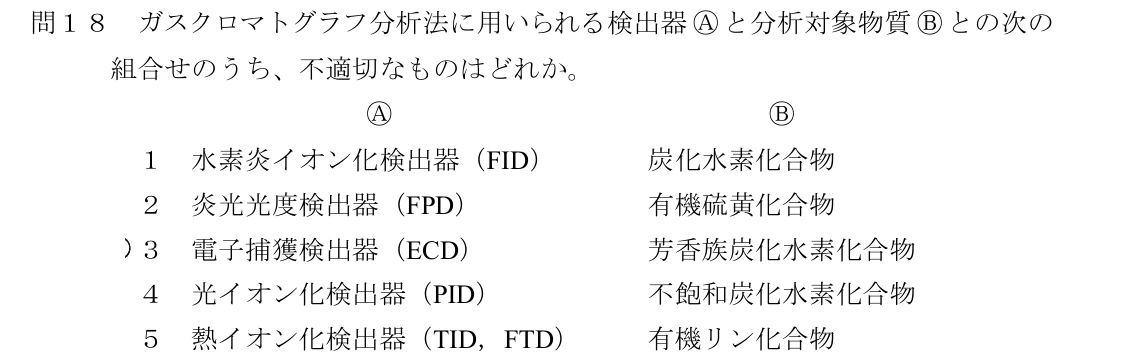 問１８　ガスクロマトグラフ分析法に用いられる検出器Ⓐと分析対象物質Ⓑとの次の
組合せのうち、不適切なものはどれか。
Ⓐ　Ⓑ
１　水素炎イオン化検出器（FID）　炭化水素化合物
２　炎光光度検出器（FPD）　有機硫黄化合物
）３　電子捕獲検出器（ECD）　芳香族炭化水素化合物
４　光イオン化検出器（PID）　不飽和炭化水素化合物
５　熱イオン化検出器（TID，FTD）　有機リン化合物